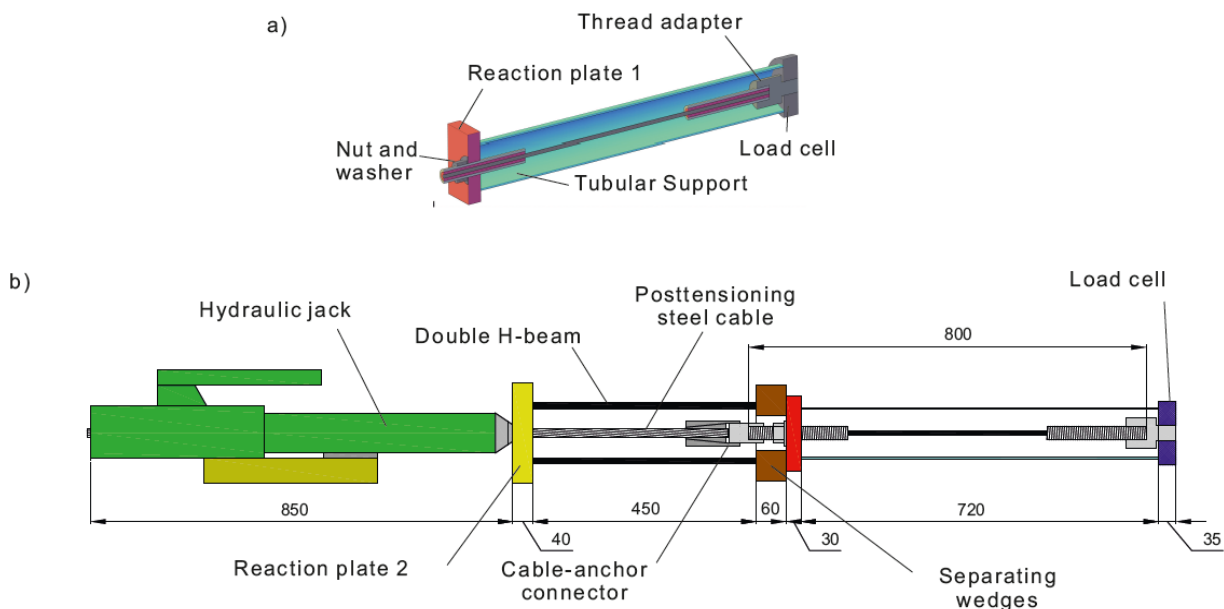 a)
Thread adapter
Reaction plate 1
Nut and
washer
Load cell
Tubular Support
b)
Load cell
Posttensioning
steel cable
Hydraulic jack
Double H-beam
800
850
450
60
720
40
30
35
Reaction plate 2
Cable-anchor
connector
Separating
wedges